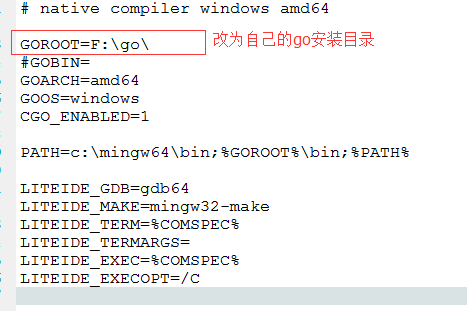 # native compiler windows amd64
GOROOT=F:\go\ 改为自己的go安装目录
#GOBIN=
GOARCH=amd64
GOOS=windows
CGO_ENABLED=1
PATH=c:\mingw64\bin;%GOROOT%\bin;%PATH%
LITEIDE_GDB=gdb64
LITEIDE_MAKE=mingw32-make
LITEIDE_TERM=%COMSPEC%
LITEIDE_TERMARGS=
LITEIDE_EXEC=%COMSPEC%
LITEIDE_EXECOPT=/C